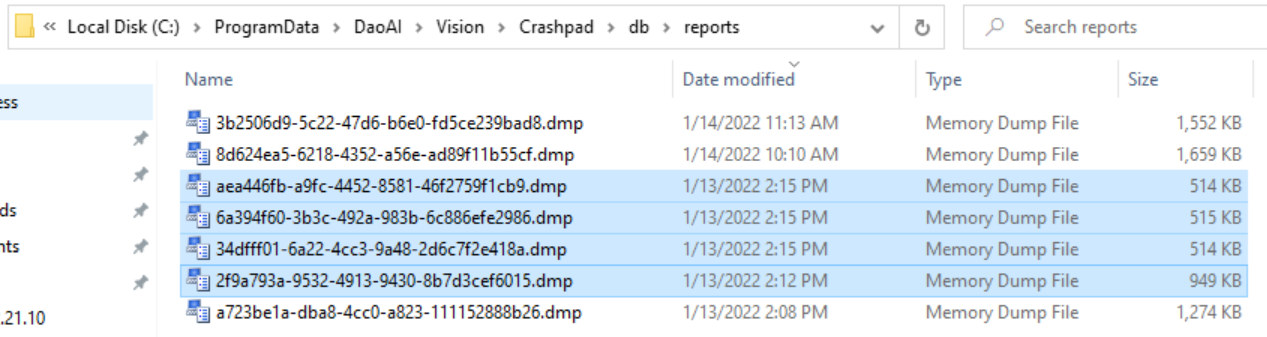 « Local Disk (C:) › ProgramData › DaoAI › Vision › Crashpad › db › reports Search reports
Name Date modified Type Size
ess
3b2506d9-5c22-47d6-b6e0-fd5ce239bad8.dmp 1/14/2022 11:13 AM Memory Dump File 1,552 KB
8d624ea5-6218-4352-a56e-ad89f11b55cf.dmp 1/14/2022 10:10 AM Memory Dump File 1,659 KB
aea446fb-a9fc-4452-8581-46f2759f1cb9.dmp 1/13/2022 2:15 PM Memory Dump File 514 KB
ds
6a394f60-3b3c-492a-983b-6c886efe2986.dmp 1/13/2022 2:15 PM Memory Dump File 515 KB
nts
34dfff01-6a22-4cc3-9a48-2d6c7f2e418a.dmp 1/13/2022 2:15 PM Memory Dump File 514 KB
2f9a793a-9532-4913-9430-8b7d3cef6015.dmp 1/13/2022 2:12 PM Memory Dump File 949 KB
.21.10
a723be1a-dba8-4cc0-a823-111152888b26.dmp 1/13/2022 2:08 PM Memory Dump File 1,274 KB